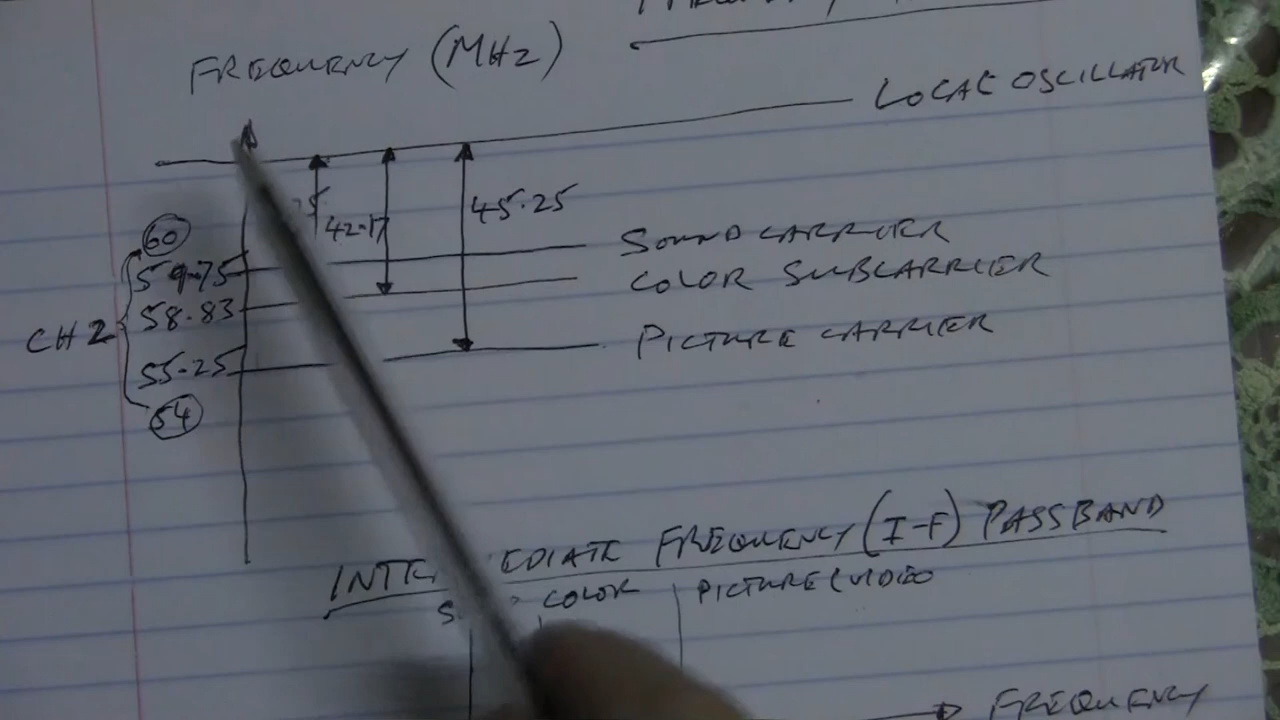 FREQUENCY (MHZ)
LOCAL OSCILLATOR
45.25
42.17
60
SOUND CARRIER
59.75
COLOR SUBCARRIER
58.83
CH 2
PICTURE CARRIER
55.25
54
FREQUENCY (I-F) PASSBAND
COLOR PICTURE (VIDEO
FREQUENCY